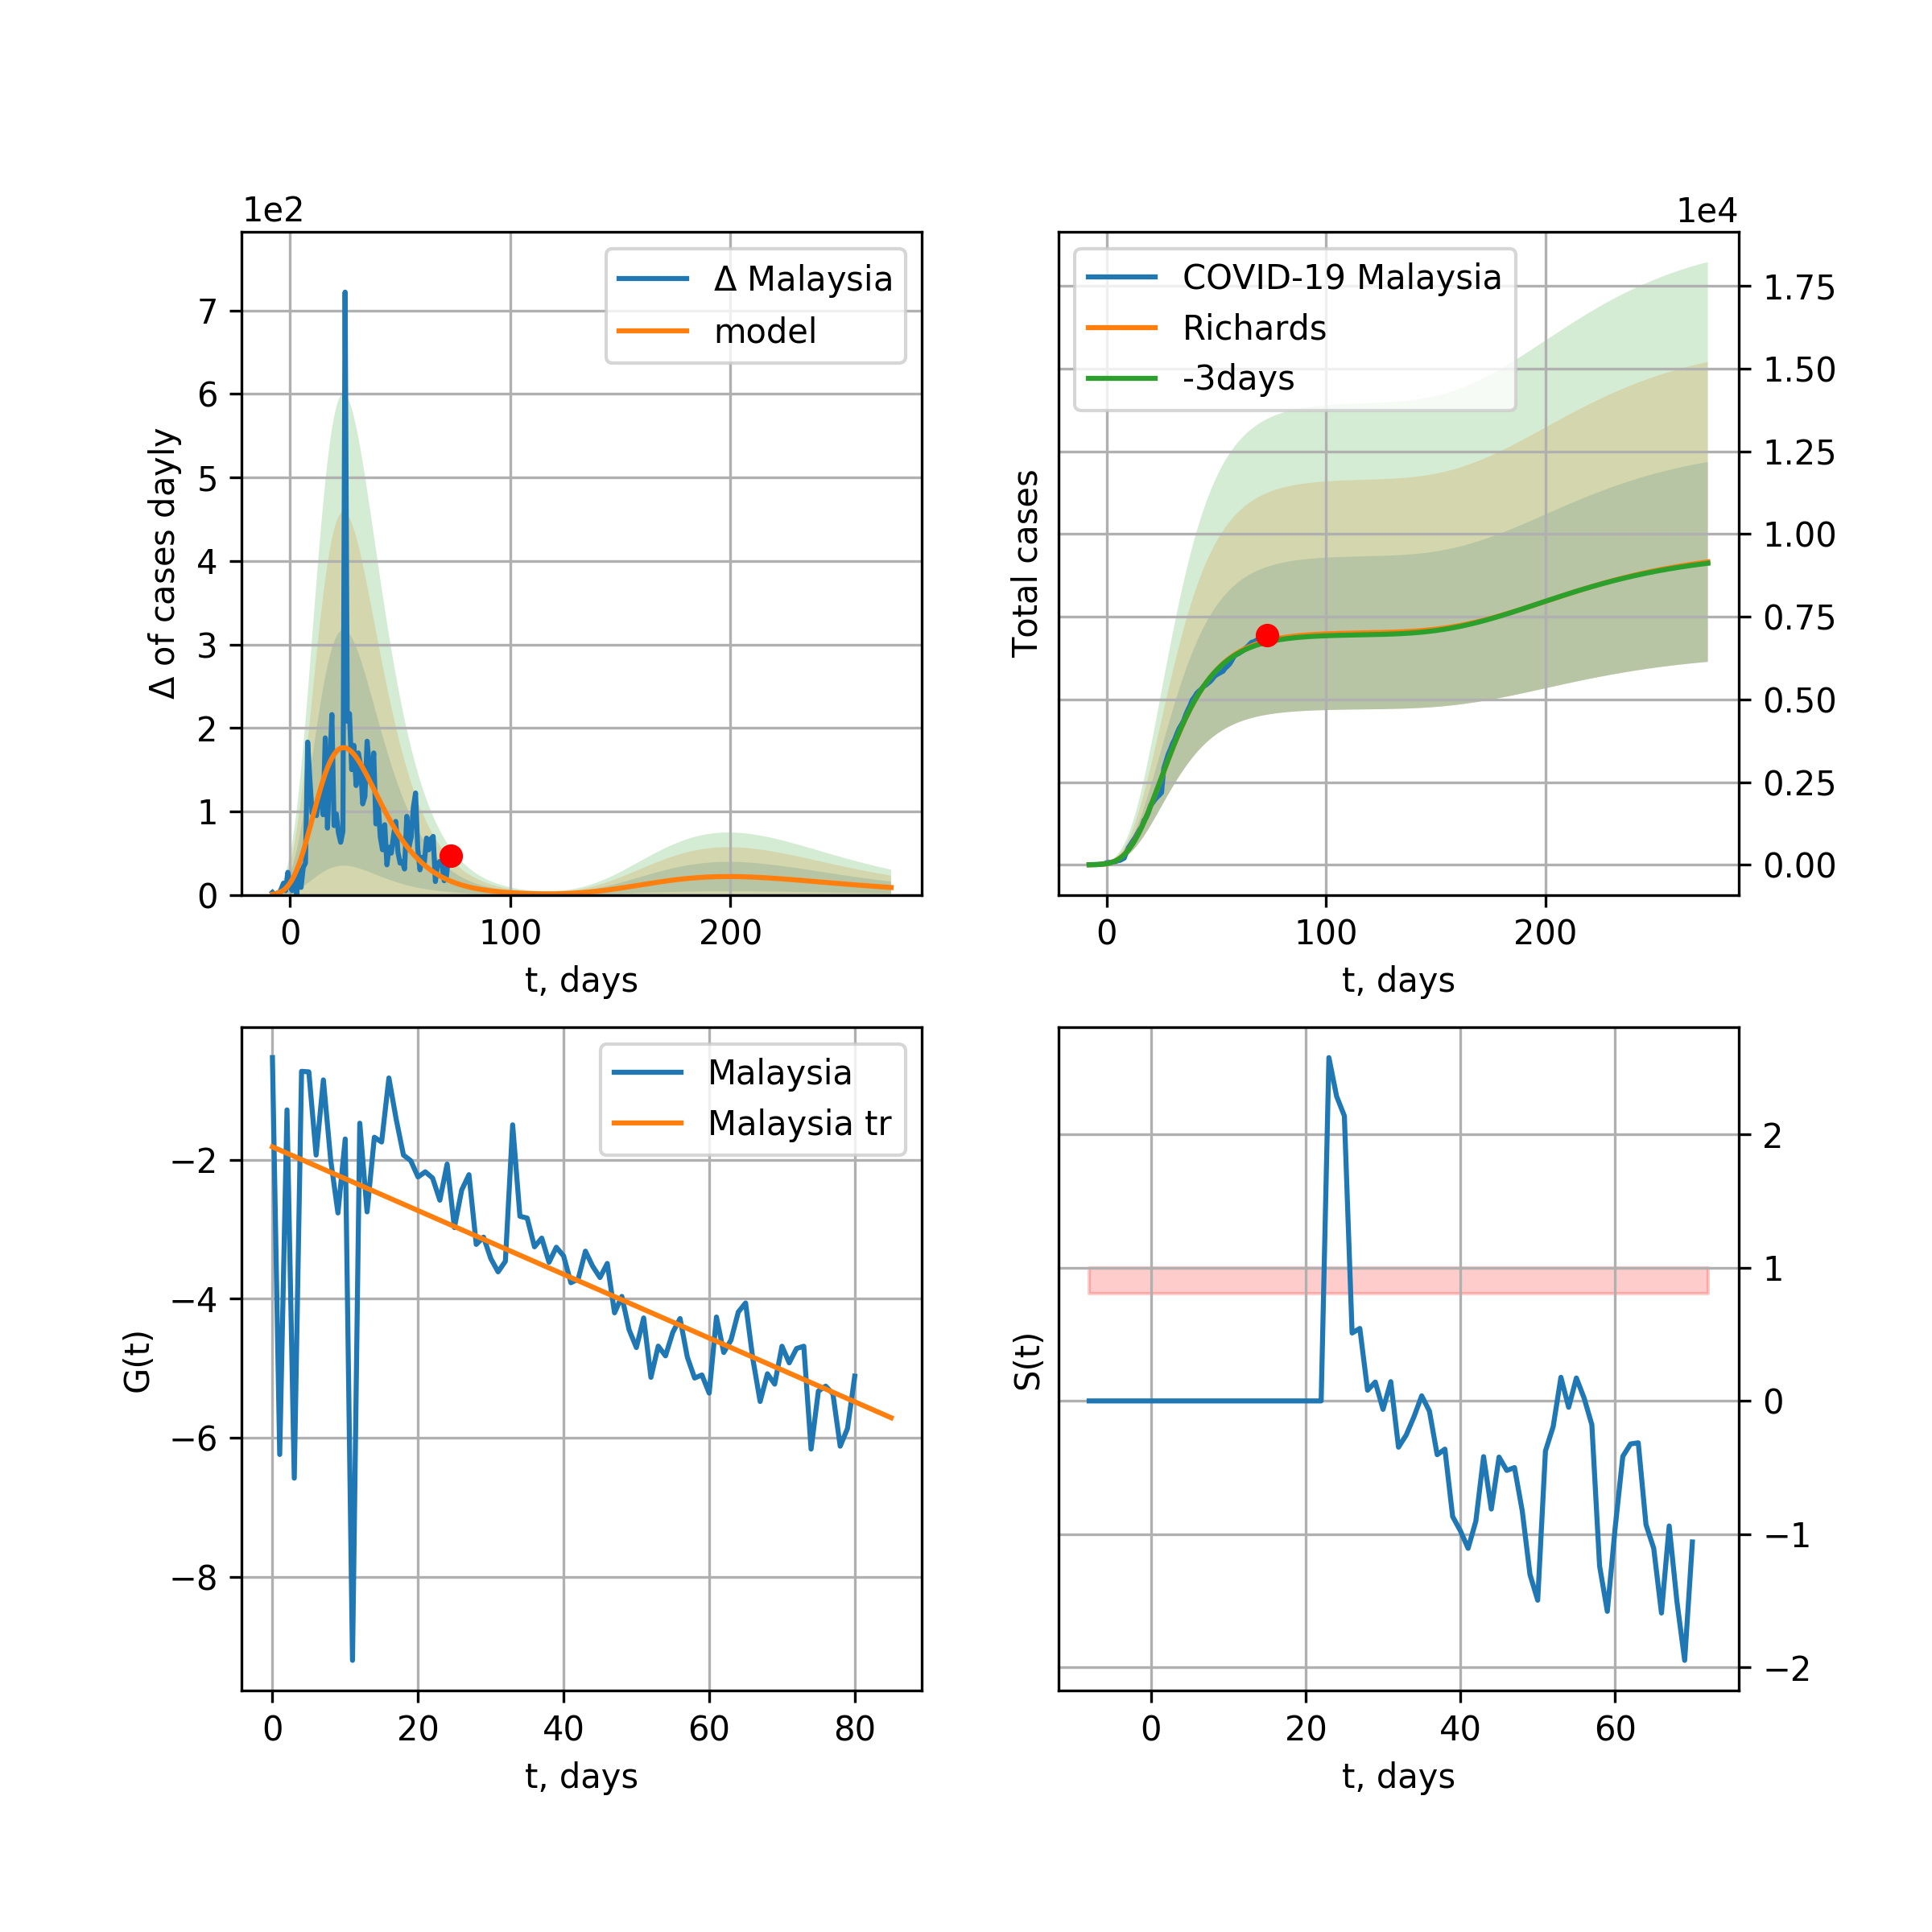 1e2
Δ of cases dayly
7
6
5
4
3
2
1
0
0 100 200
t, days
Δ Malaysia
model
1e4
Total cases
COVID-19 Malaysia
Richards
-3days
1.75
1.50
1.25
1.00
0.75
0.50
0.25
0.00
0 100 200
t, days
G(t)
−2
−4
−6
−8
0 20 40 60 80
t, days
Malaysia
Malaysia tr
S(t)
2
1
0
−1
−2
0 20 40 60
t, days